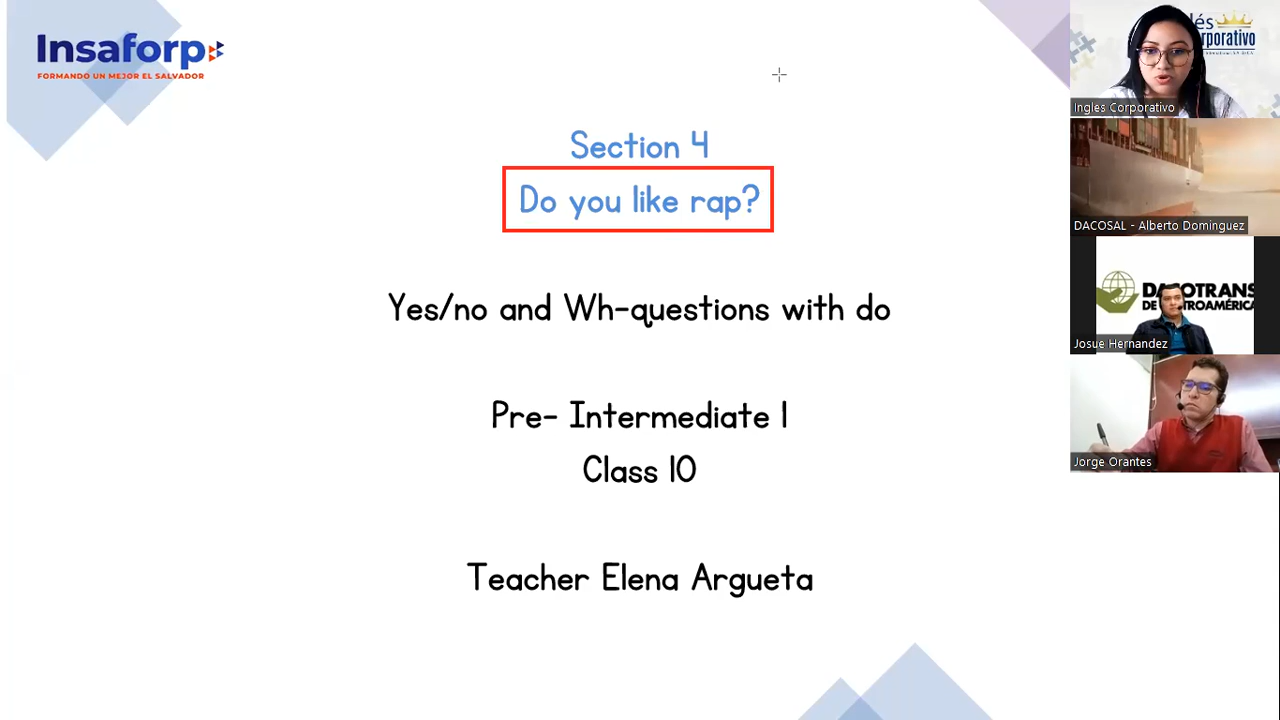 Insaforp
FORMANDO UN MEJOR EL SALVADOR
Section 4
Do you like rap?
Yes/no and Wh-questions with do
Pre- Intermediate 1
Class 10
Teacher Elena Argueta
Ingles Corporativo
DACOSAL - Alberto Dominguez
Josue Hernandez
Jorge Orantes